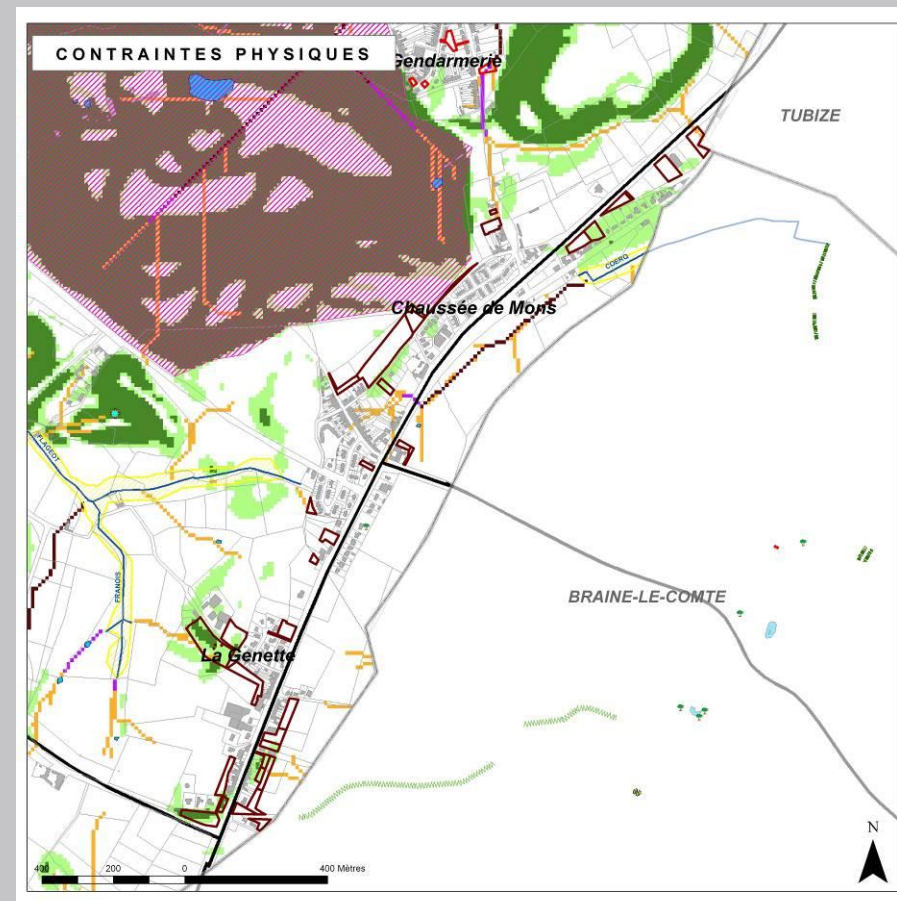 CONTRAINTES PHYSIQUES
Gendarmerie
TUBIZE
COERQ
Chaussée de Mons
FLAGEOT
FRANOIS
BRAINE-LE-COMTE
La Genette
N
400 200 0 400 Mètres